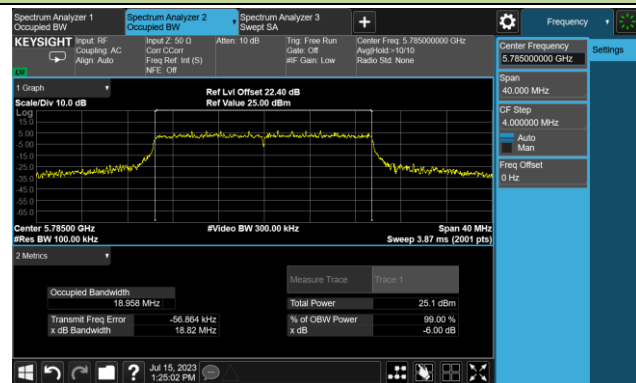 Spectrum Analyzer 1
Occupied BW
Spectrum Analyzer 2
Occupied BW
Spectrum Analyzer 3
Swept SA
Frequency
KEYSIGHT
Input: RF
Coupling: AC
Align: Auto
Input Z: 50 Ω
Corr CCorr
Freq Ref: Int (S)
NFE: Off
Atten: 10 dB
Trig: Free Run
Gate: Off
#IF Gain: Low
Center Freq: 5.785000000 GHz
Avg|Hold:>10/10
Radio Std: None
Center Frequency
5.785000000 GHz
Settings
Span
40.000 MHz
CF Step
4.000000 MHz
Auto
Man
Freq Offset
0 Hz
1 Graph
Scale/Div 10.0 dB
Ref Lvl Offset 22.40 dB
Ref Value 25.00 dBm
Log
15.0
5.00
-5.00
-15.0
-25.0
-35.0
-45.0
-55.0
-65.0
Center 5.78500 GHz
#Res BW 100.00 kHz
#Video BW 300.00 kHz
Span 40 MHz
Sweep 3.87 ms (2001 pts)
2 Metrics
Measure Trace
Trace 1
Occupied Bandwidth
18.958 MHz
Total Power
25.1 dBm
Transmit Freq Error
-56.864 kHz
% of OBW Power
99.00 %
x dB Bandwidth
18.82 MHz
x dB
-6.00 dB
Jul 15, 2023
1:25:02 PM